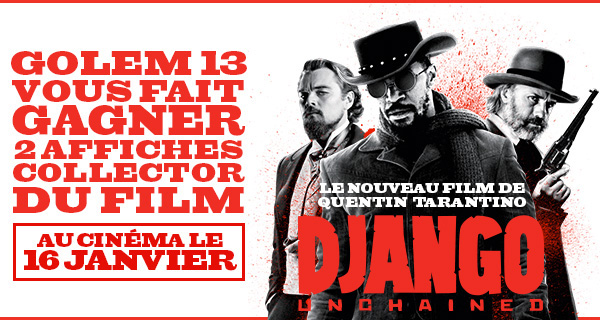 GOLEM 13
VOUS FAIT
GAGNER
2 AFFICHES
COLLECTOR
DU FILM
AU CINÉMA LE
16 JANVIER
LE NOUVEAU FILM DE
QUENTIN TARANTINO
DJANGO
UNCHAINED